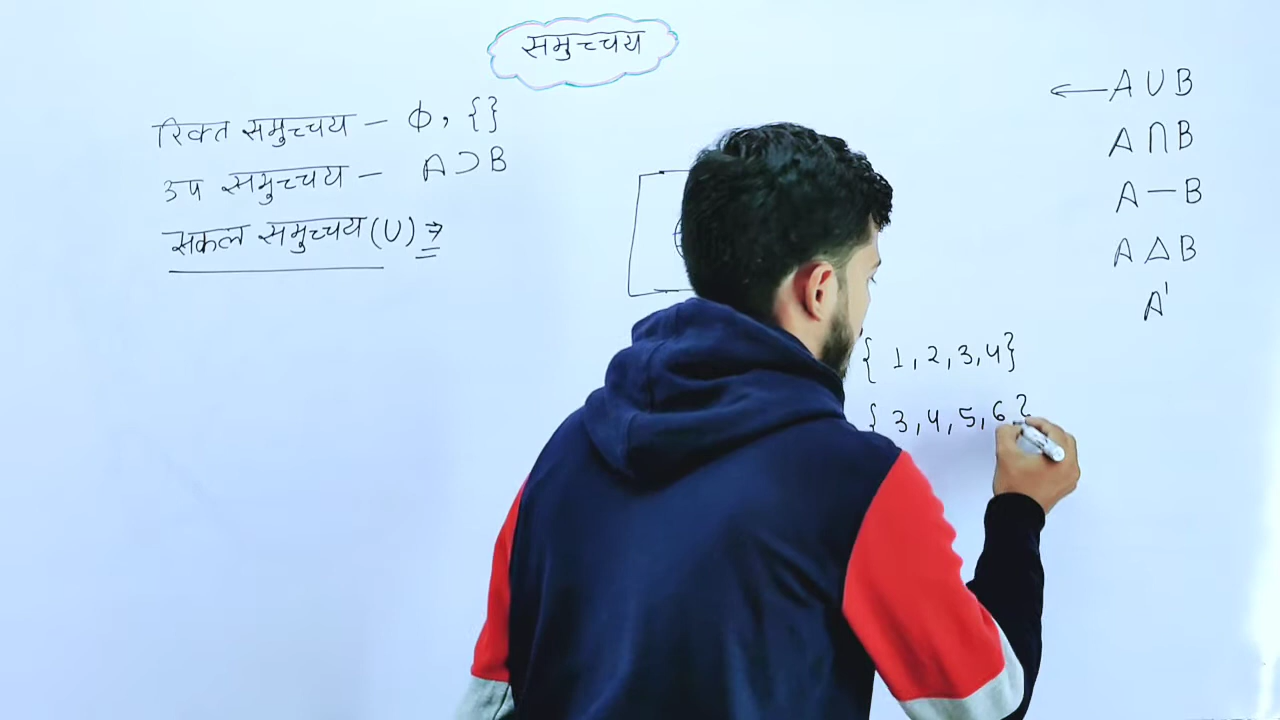 समुच्चय
रिक्त समुच्चय – ϕ, {}
उप समुच्चय – A⊃B
सकल समुच्चय (U) ⇒
← A ∪ B
A ∩ B
A – B
A △ B
A'
{ 1, 2, 3, 4}
{ 3, 4, 5, 6 }